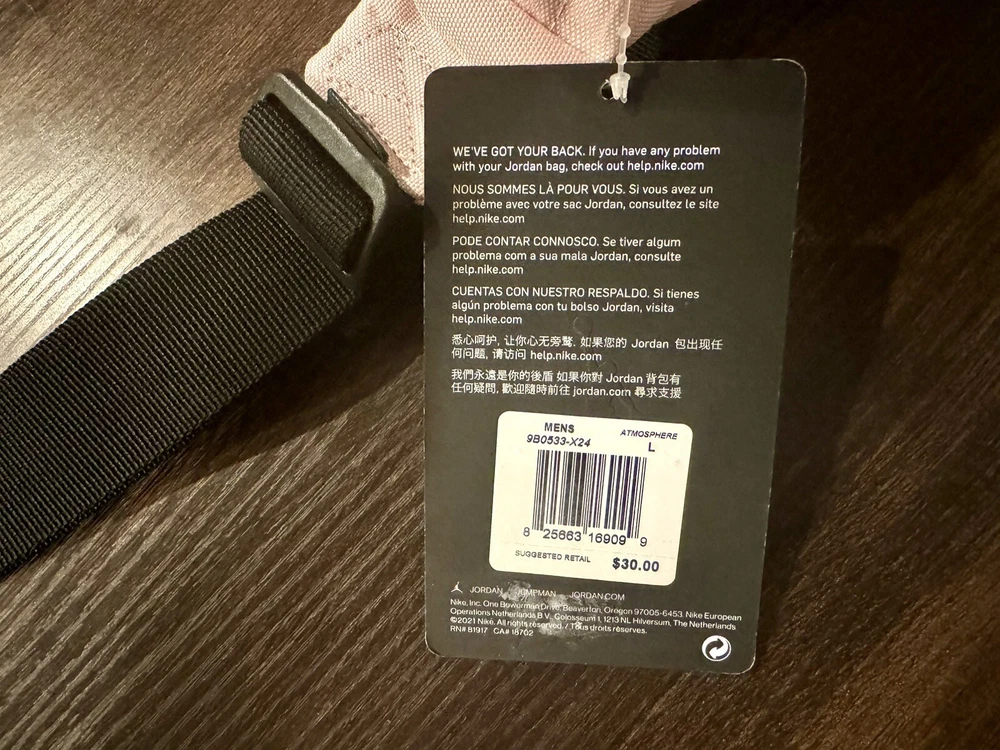 WE'VE GOT YOUR BACK. If you have any problem
with your Jordan bag, check out help.nike.com
NOUS SOMMES LÀ POUR VOUS. Si vous avez un
problème avec votre sac Jordan, consultez le site
help.nike.com
PODE CONTAR CONNOSCO. Se tiver algum
problema com a sua mala Jordan, consulte
help.nike.com
CUENTAS CON NUESTRO RESPALDO. Si tienes
algún problema con tu bolso Jordan, visita
help.nike.com
悉心呵护, 让你心无旁鹜. 如果您的 Jordan 包出现任
何问题, 请访问 help.nike.com
我們永遠是你的後盾 如果你對 Jordan 背包有
任何疑問, 歡迎隨時前往 jordan.com 尋求支援
MENS ATMOSPHERE
9B0533-X24 L
8 25663 16909 9
SUGGESTED RETAIL $30.00
JORDAN JUMPMAN JORDAN.COM
Nike, Inc. One Bowerman Drive, Beaverton, Oregon 97005-6453. Nike European
Operations Netherlands B.V., Colosseum 1, 1213 NL Hilversum, The Netherlands
©2021 Nike. All rights reserved. / Tous droits réservés.
RN# 81917 CA# 18702